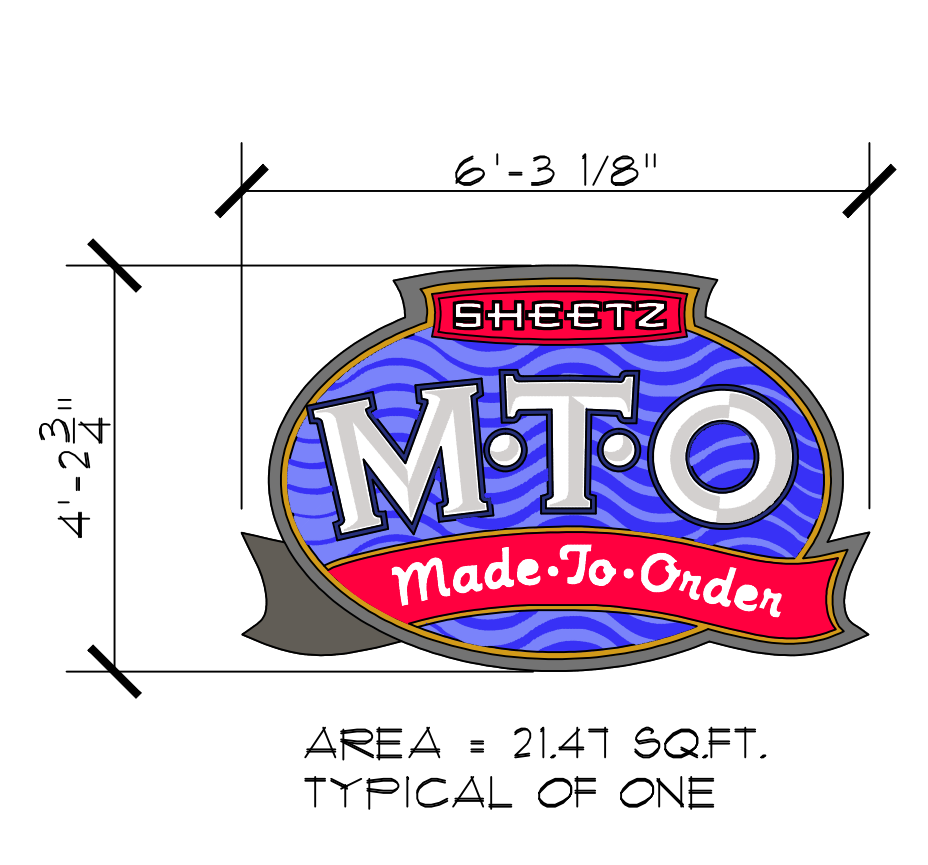 6'-3 1/8"
4'-2 3/4"
SHEETZ
M·T·O
Made·To·Order
AREA = 21.47 SQ.FT.
TYPICAL OF ONE